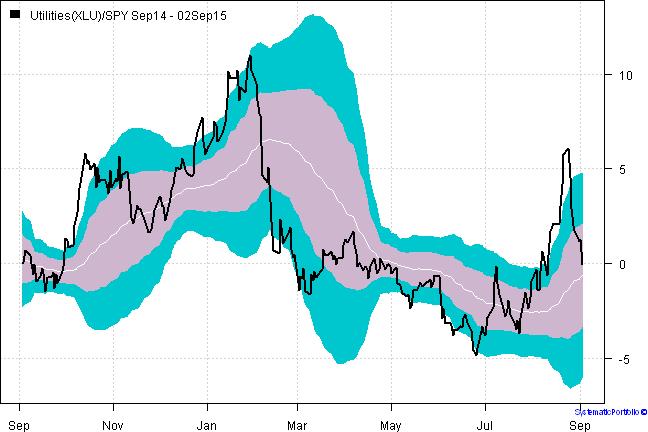 Utilities(XLU)/SPY Sep14 - 02Sep15
10
5
0
-5
Sep Nov Jan Mar May Jul Sep
SystematicPortfolio ©